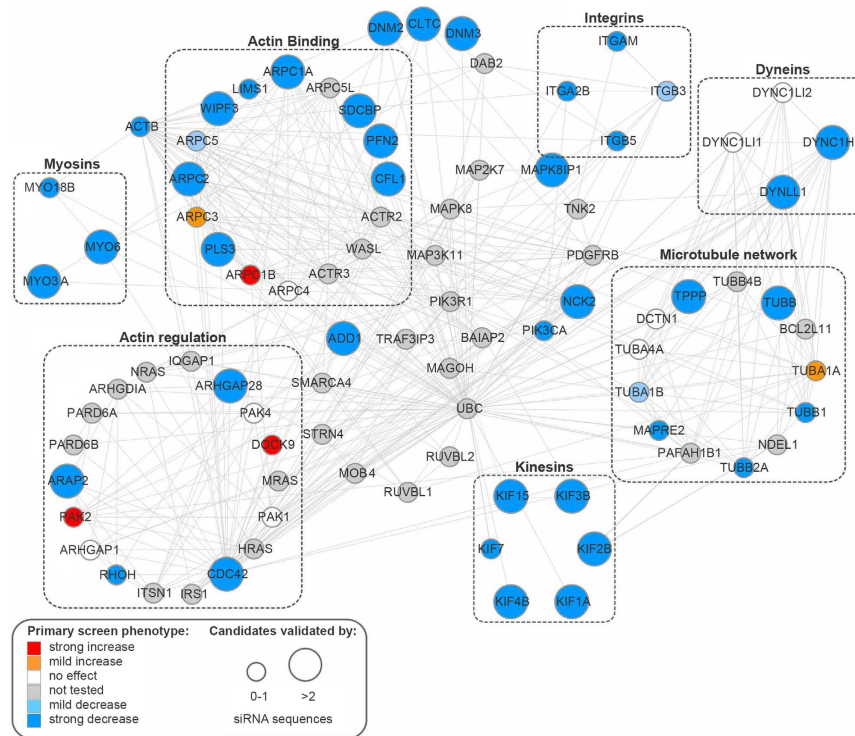 DNM2
CLTC
DNM3
DAB2
Actin Binding
ARPC1A
LIMS1
ARPC5L
WIPF3
SDCBP
ACTB
ARPC5
PFN2
ARPC2
CFL1
ARPC3
ACTR2
PLS3
WASL
ARPC1B
ACTR3
ARPC4
Integrins
ITGAM
ITGA2B
ITGB3
ITGB5
MAPK8IP1
Dyneins
DYNC1LI2
DYNC1LI1
DYNC1H
DYNLL1
Myosins
MYO18B
MYO6
MYO3A
MAP2K7
MAPK8
TNK2
MAP3K11
PDGFRB
PIK3R1
NCK2
PIK3CA
ADD1
TRAF3IP3
BAIAP2
MAGOH
SMARCA4
UBC
STRN4
RUVBL2
MOB4
RUVBL1
Microtubule network
TUBB4B
TPPP
TUBB
DCTN1
BCL2L11
TUBA4A
TUBA1A
TUBA1B
TUBB1
MAPRE2
NDEL1
PAFAH1B1
TUBB2A
Actin regulation
IQGAP1
NRAS
ARHGDIA
ARHGAP28
PARD6A
PAK4
PARD6B
DOCK9
ARAP2
MRAS
PAK2
PAK1
ARHGAP1
HRAS
RHOH
CDC42
ITSN1
IRS1
Kinesins
KIF15
KIF3B
KIF7
KIF2B
KIF4B
KIF1A
Primary screen phenotype:
strong increase
mild increase
no effect
not tested
mild decrease
strong decrease
Candidates validated by:
0-1
>2
siRNA sequences